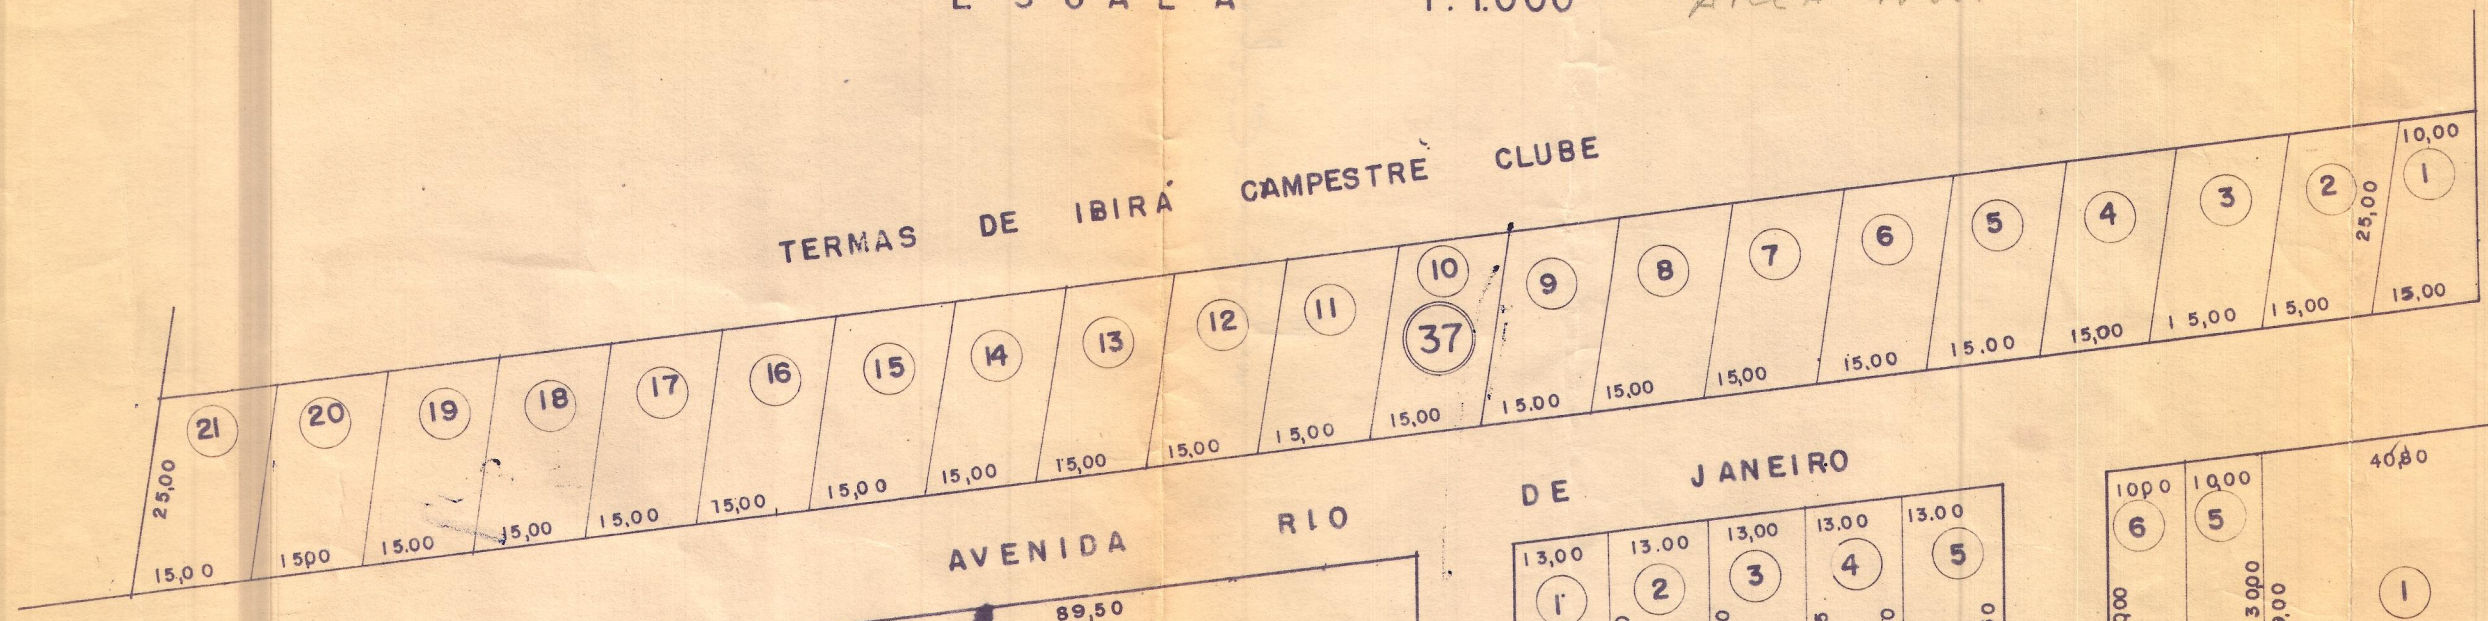 ESCALA 1:1.000
TERMAS DE IBIRÁ CAMPESTRE CLUBE
10,00
21 20 19 18 17 16 15 14 13 12 11 10 9 8 7 6 5 4 3 2 1
37
25,00 25,00
15,00 15,00 15.00 15,00 15,00 15,00 15,00 15,00 15,00 15,00 15,00 15,00 15.00 15,00 15,00 15.00 15.00 15,00 15,00 15,00 15,00
AVENIDA RIO DE JANEIRO
89,50
13,00 13.00 13,00 13.00 13.00
1 2 3 4 5
10,00 10,00
6 5
1